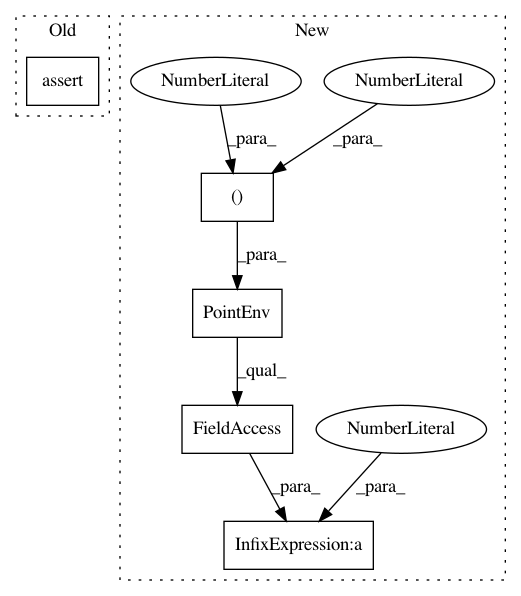 Old
New
assert
NumberLiteral
NumberLiteral
_para_
_para_
()
_para_
PointEnv
_qual_
FieldAccess
NumberLiteral
_para_
_para_
InfixExpression:a